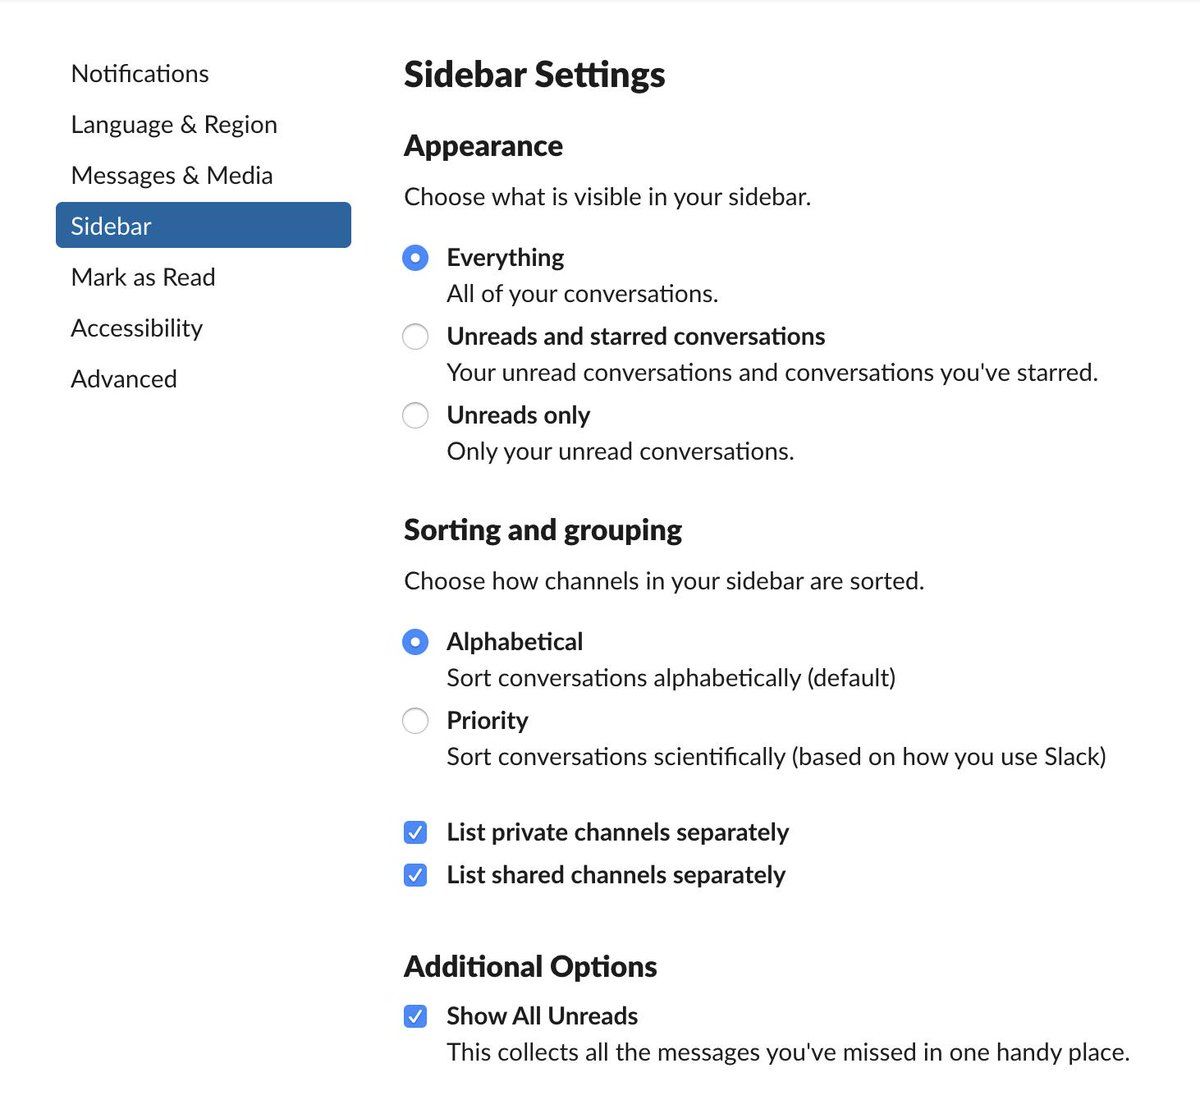 Notifications
Language & Region
Messages & Media
Sidebar
Mark as Read
Accessibility
Advanced
Sidebar Settings
Appearance
Choose what is visible in your sidebar.
Everything
All of your conversations.
Unreads and starred conversations
Your unread conversations and conversations you've starred.
Unreads only
Only your unread conversations.
Sorting and grouping
Choose how channels in your sidebar are sorted.
Alphabetical
Sort conversations alphabetically (default)
Priority
Sort conversations scientifically (based on how you use Slack)
List private channels separately
List shared channels separately
Additional Options
Show All Unreads
This collects all the messages you've missed in one handy place.